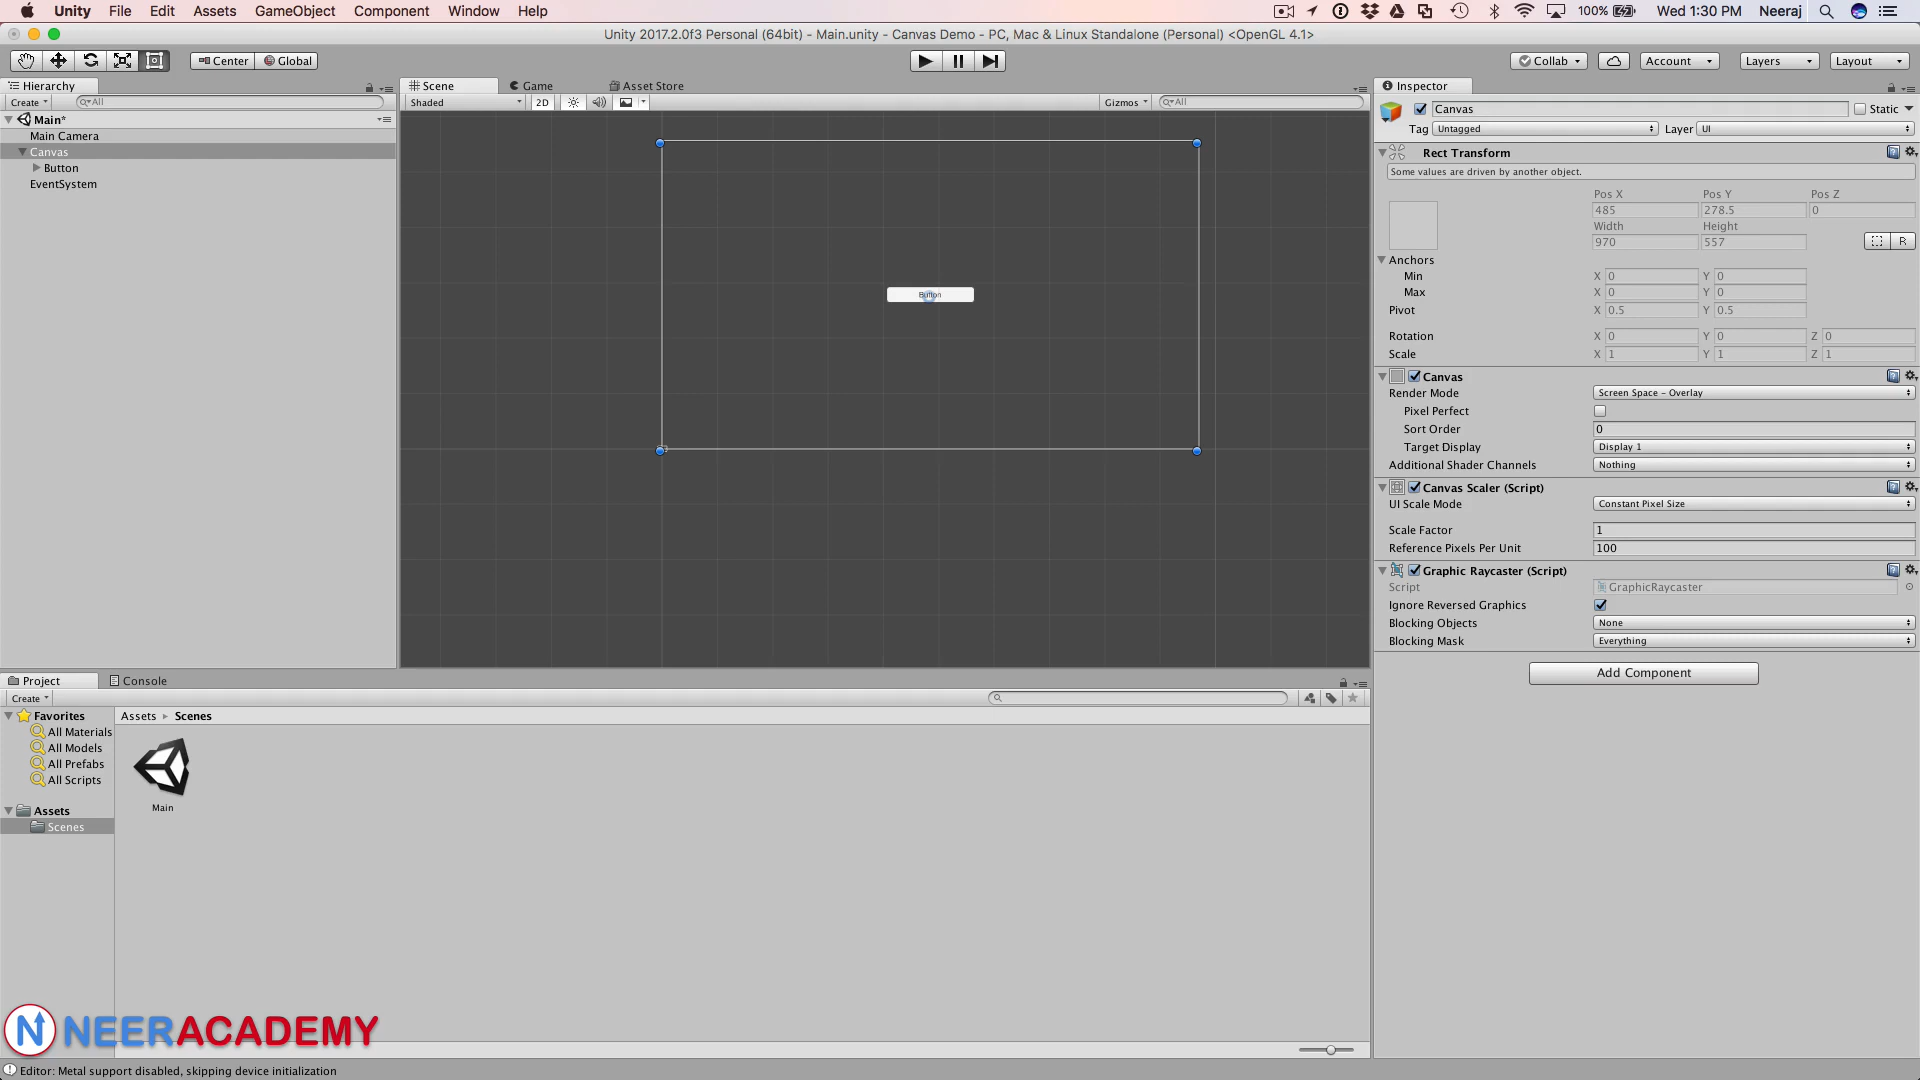 Unity File Edit Assets GameObject Component Window Help 100% Wed 1:30 PM Neeraj
Unity 2017.2.0f3 Personal (64bit) - Main.unity - Canvas Demo - PC, Mac & Linux Standalone (Personal) <OpenGL 4.1>
Center Global Collab Account Layers Layout
Hierarchy
Create All
Main*
Main Camera
Canvas
Button
EventSystem
Scene Game Asset Store
Shaded 2D Gizmos All
Button
Inspector
Canvas Static
Tag Untagged Layer UI
Rect Transform
Some values are driven by another object.
Pos X Pos Y Pos Z
485 278.5 0
Width Height
970 557 R
Anchors
Min X 0 Y 0
Max X 0 Y 0
Pivot X 0.5 Y 0.5
Rotation X 0 Y 0 Z 0
Scale X 1 Y 1 Z 1
Canvas
Render Mode Screen Space - Overlay
Pixel Perfect
Sort Order 0
Target Display Display 1
Additional Shader Channels Nothing
Canvas Scaler (Script)
UI Scale Mode Constant Pixel Size
Scale Factor 1
Reference Pixels Per Unit 100
Graphic Raycaster (Script)
Script GraphicRaycaster
Ignore Reversed Graphics
Blocking Objects None
Blocking Mask Everything
Add Component
Project Console
Create
Favorites
All Materials
All Models
All Prefabs
All Scripts
Assets
Scenes
Assets Scenes
Main
N NEERACADEMY
Editor: Metal support disabled, skipping device initialization